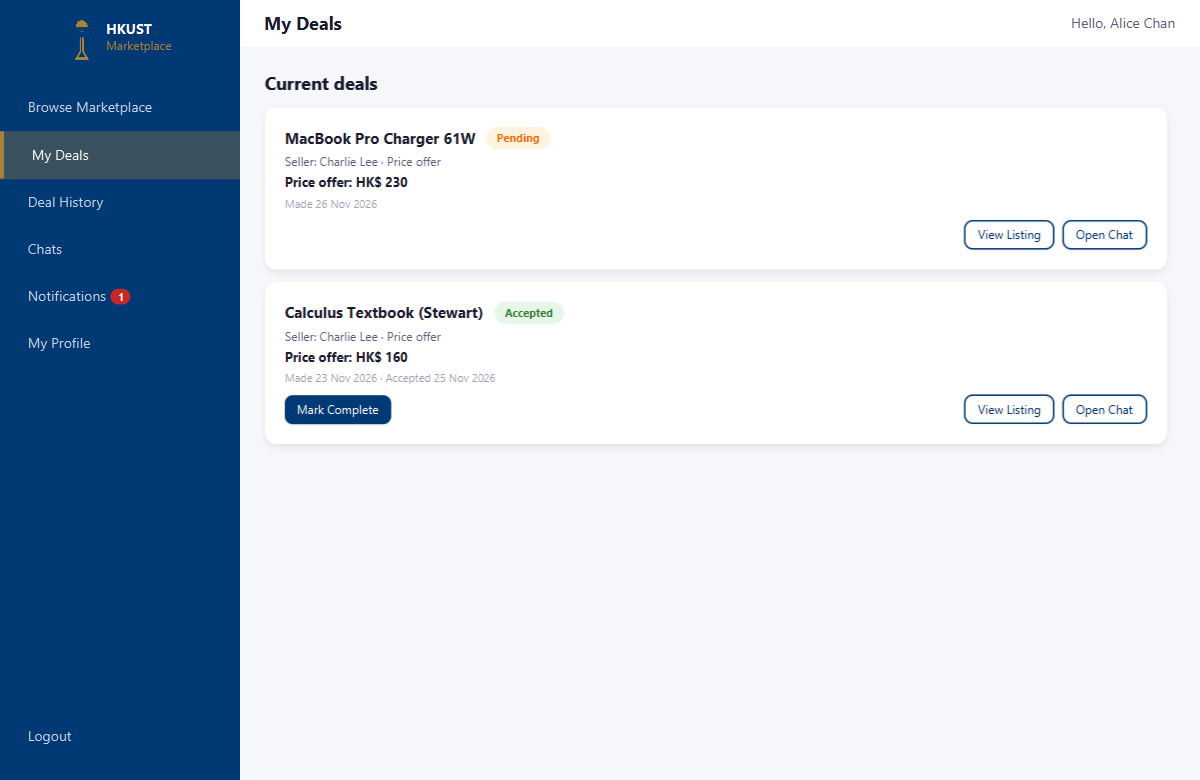 HKUST
Marketplace
Browse Marketplace
My Deals
Deal History
Chats
Notifications 1
My Profile
Logout
My Deals
Hello, Alice Chan
Current deals
MacBook Pro Charger 61W Pending
Seller: Charlie Lee · Price offer
Price offer: HK$ 230
Made 26 Nov 2026
View Listing Open Chat
Calculus Textbook (Stewart) Accepted
Seller: Charlie Lee · Price offer
Price offer: HK$ 160
Made 23 Nov 2026 · Accepted 25 Nov 2026
Mark Complete View Listing Open Chat